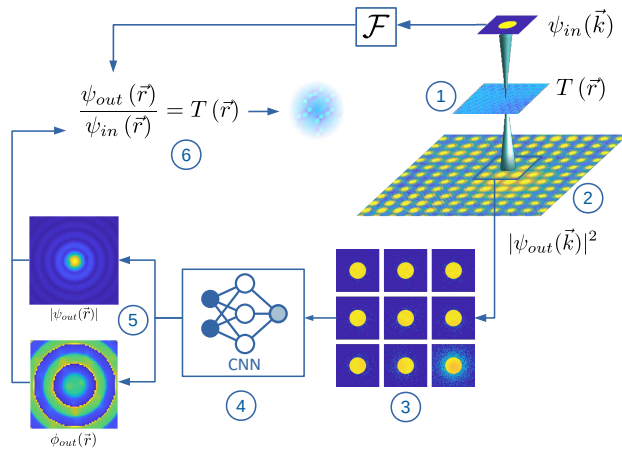 ℱ
ψ_in(k⃗)
1
T(r⃗)
ψ_out(r⃗)/ψ_in(r⃗) = T(r⃗)
6
2
|ψ_out(k⃗)|²
|ψ_out(r⃗)|
5
CNN
4
3
ϕ_out(r⃗)